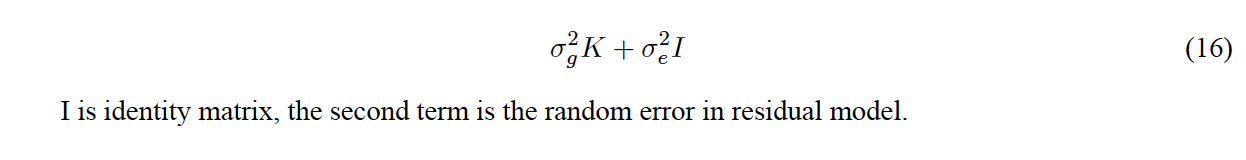 σ_g^2 K + σ_e^2 I (16)
I is identity matrix, the second term is the random error in residual model.